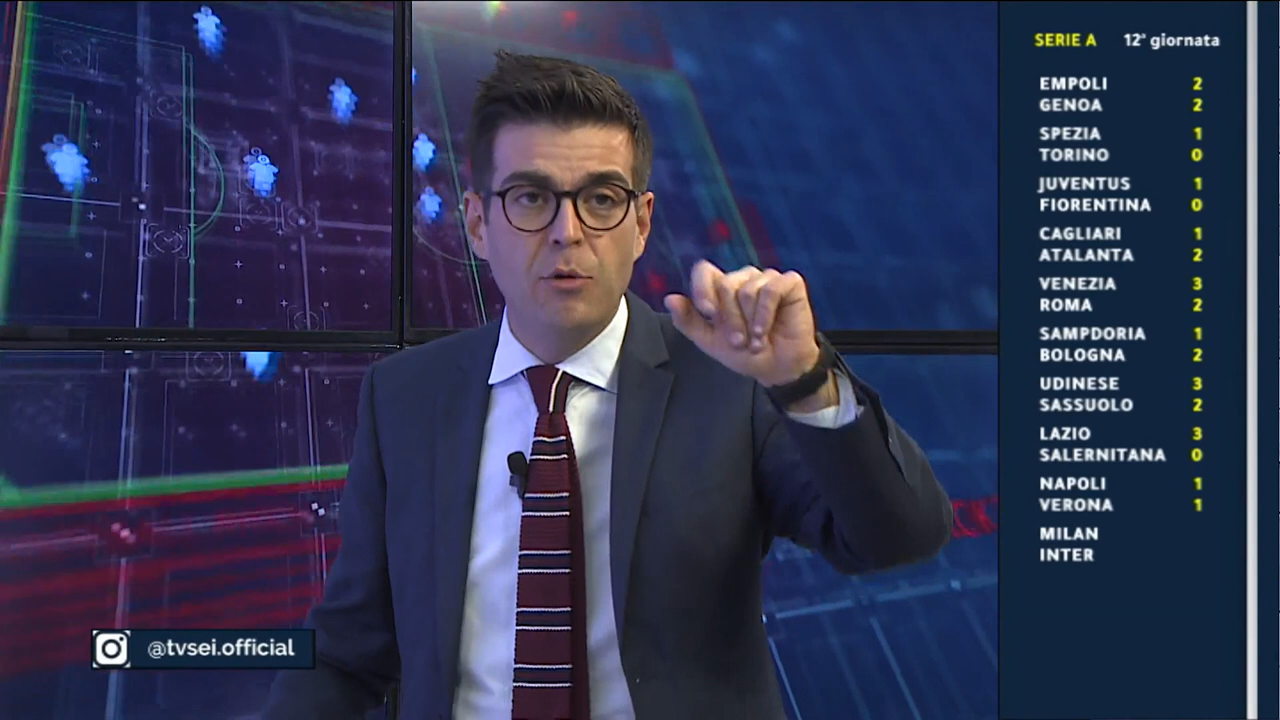 SERIE A 12ª giornata
EMPOLI 2
GENOA 2
SPEZIA 1
TORINO 0
JUVENTUS 1
FIORENTINA 0
CAGLIARI 1
ATALANTA 2
VENEZIA 3
ROMA 2
SAMPDORIA 1
BOLOGNA 2
UDINESE 3
SASSUOLO 2
LAZIO 3
SALERNITANA 0
NAPOLI 1
VERONA 1
MILAN
INTER
@tvsei.official